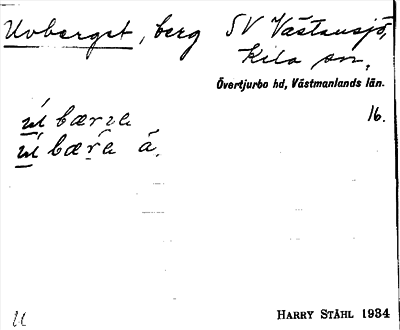 Uvberget, berg SV Västansjö,
Kila sn,
Övertjurbo hd, Västmanlands län.
16.
å.
HARRY STÅHL 1934